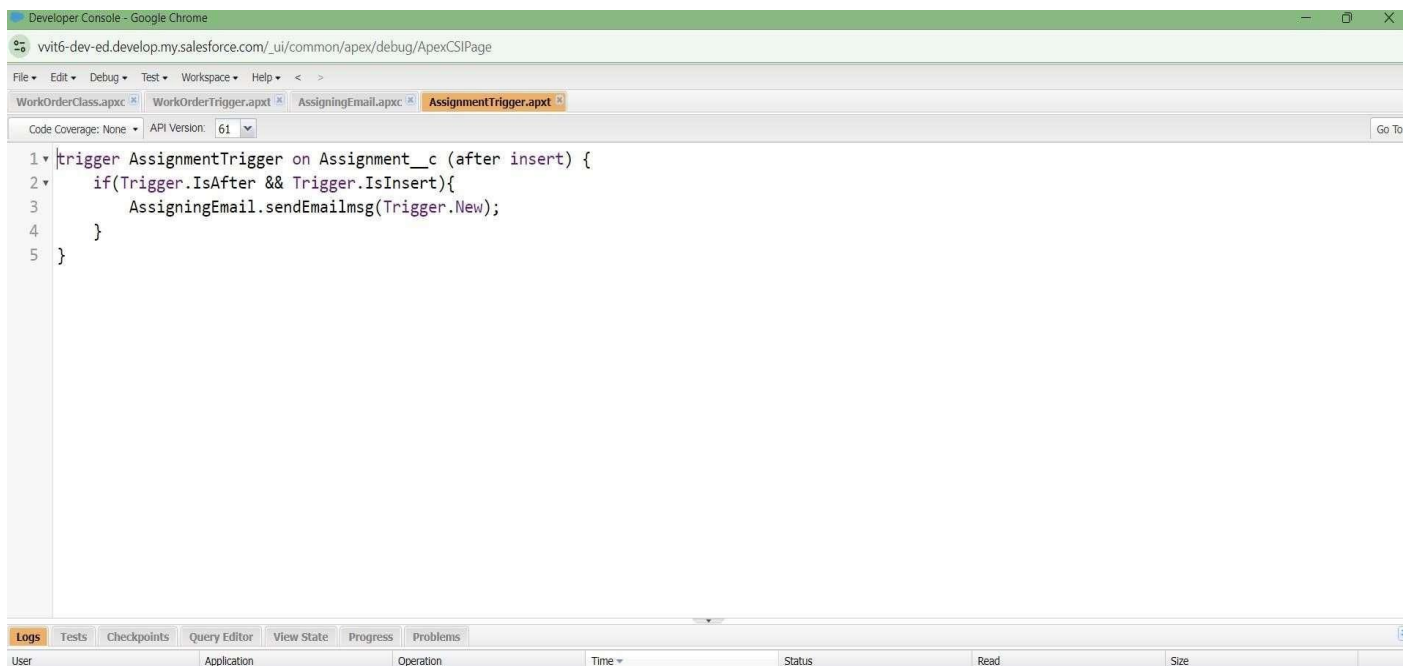 Developer Console - Google Chrome
vvit6-dev-ed.develop.my.salesforce.com/_ui/common/apex/debug/ApexCSIPage
File Edit Debug Test Workspace Help < >
WorkOrderClass.apxc WorkOrderTrigger.apxt AssigningEmail.apxc AssignmentTrigger.apxt
Code Coverage: None API Version: 61 Go To
1 trigger AssignmentTrigger on Assignment__c (after insert) {
2 if(Trigger.IsAfter && Trigger.IsInsert){
3 AssigningEmail.sendEmailmsg(Trigger.New);
4 }
5 }
Logs Tests Checkpoints Query Editor View State Progress Problems
User Application Operation Time Status Read Size